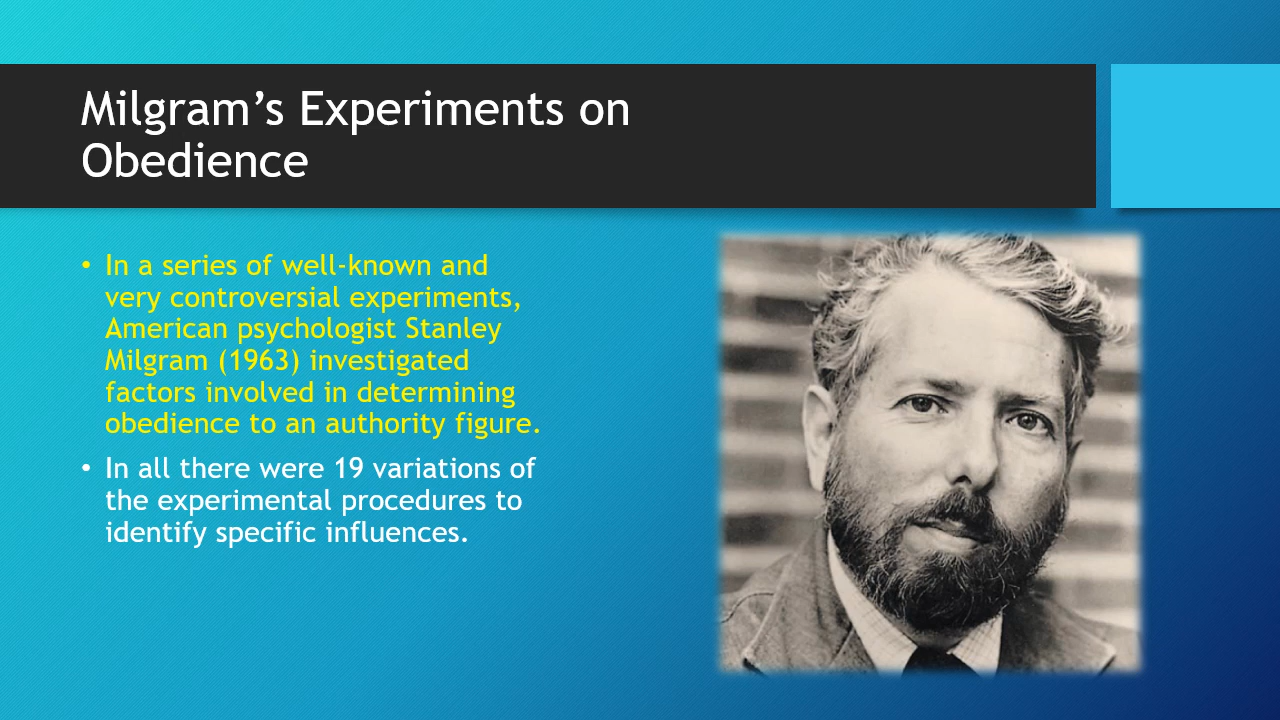 Milgram’s Experiments on
Obedience
• In a series of well-known and
very controversial experiments,
American psychologist Stanley
Milgram (1963) investigated
factors involved in determining
obedience to an authority figure.
• In all there were 19 variations of
the experimental procedures to
identify specific influences.